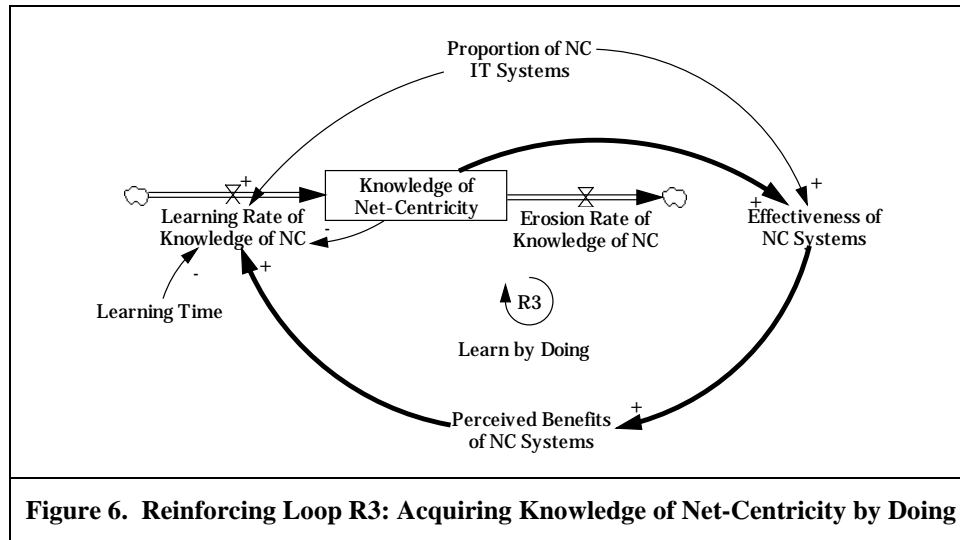 Proportion of NC
IT Systems
+
Knowledge of
Net-Centricity
Learning Rate of
Knowledge of NC
-
Erosion Rate of
Knowledge of NC
+
+
Effectiveness of
NC Systems
+
-
Learning Time
R3
Learn by Doing
+
Perceived Benefits
of NC Systems
Figure 6. Reinforcing Loop R3: Acquiring Knowledge of Net-Centricity by Doing